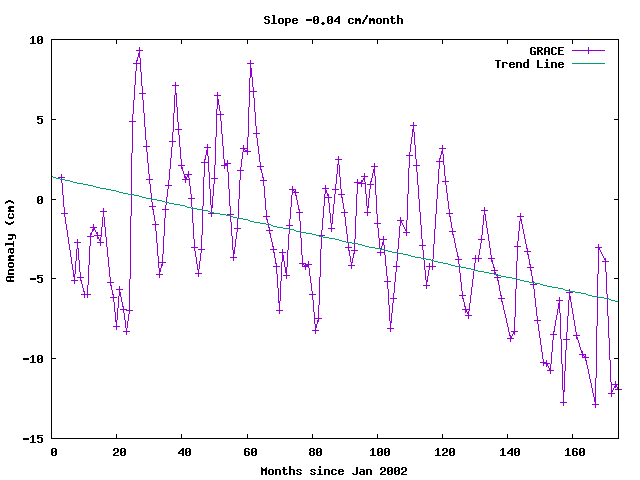 Slope -0.04 cm/month
10
GRACE
Trend Line
5
0
Anomaly (cm)
-5
-10
-15
0 20 40 60 80 100 120 140 160
Months since Jan 2002